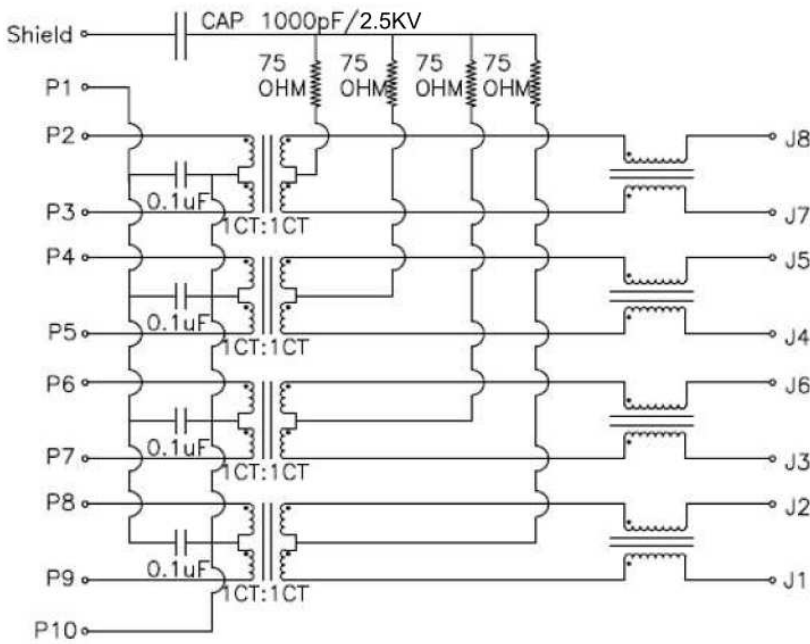 Shield
CAP 1000pF/2.5KV
75 OHM
75 OHM
75 OHM
75 OHM
P1
P2
J8
0.1uF
P3
1CT:1CT
J7
P4
J5
0.1uF
P5
1CT:1CT
J4
P6
J6
0.1uF
P7
1CT:1CT
J3
P8
J2
0.1uF
P9
1CT:1CT
J1
P10